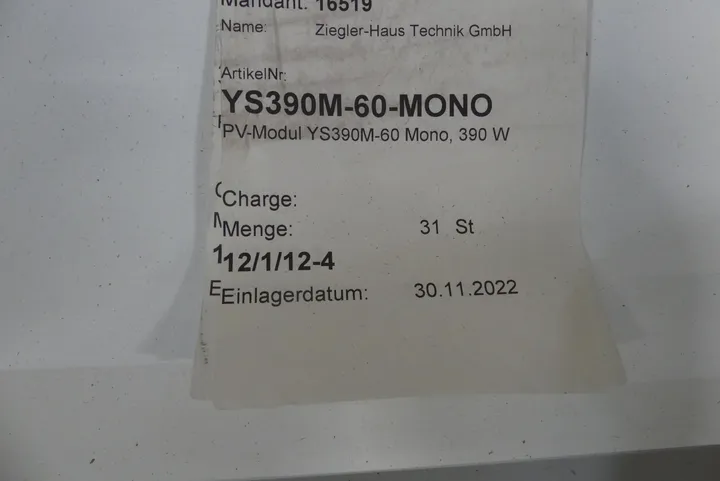 Mandant: 16519
Name: Ziegler-Haus Technik GmbH
ArtikelNr:
YS390M-60-MONO
PV-Modul YS390M-60 Mono, 390 W
Charge:
Menge: 31 St
12/1/12-4
Einlagerdatum: 30.11.2022